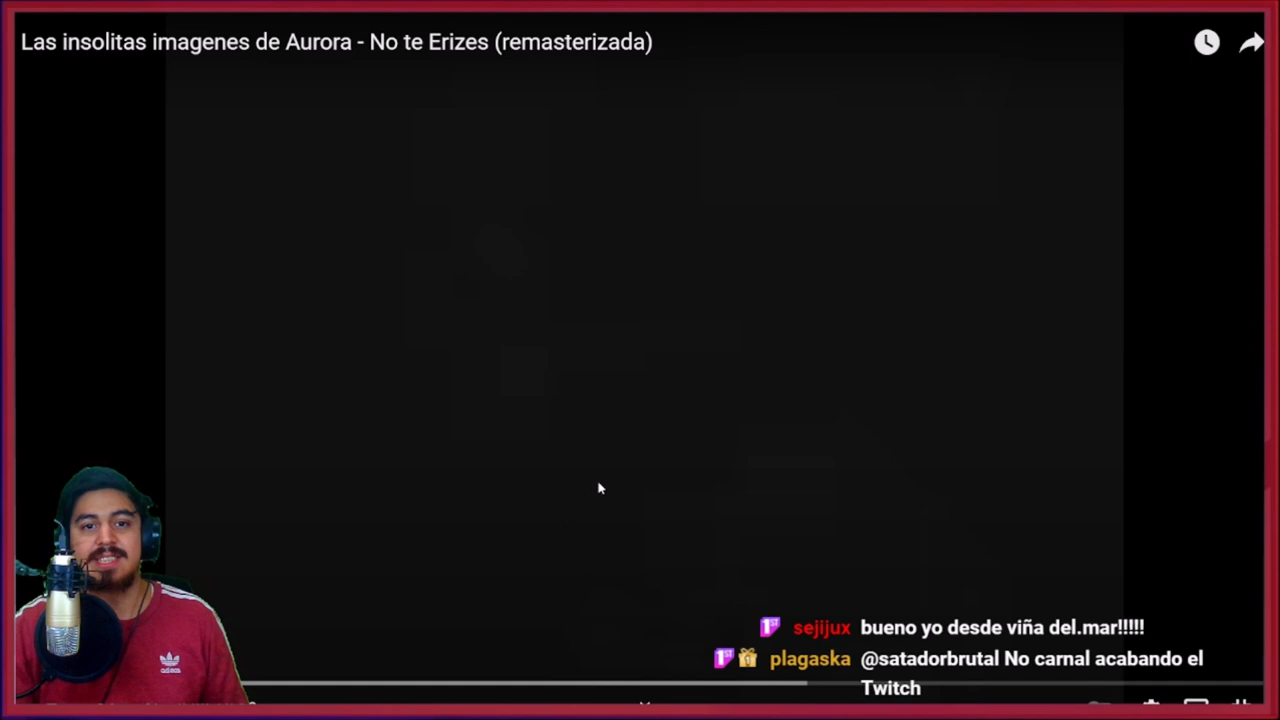 Las insolitas imagenes de Aurora - No te Erizes (remasterizada)
sejijux bueno yo desde viña del.mar!!!!!
plagaska @satadorbrutal No carnal acabando el
Twitch
adidas